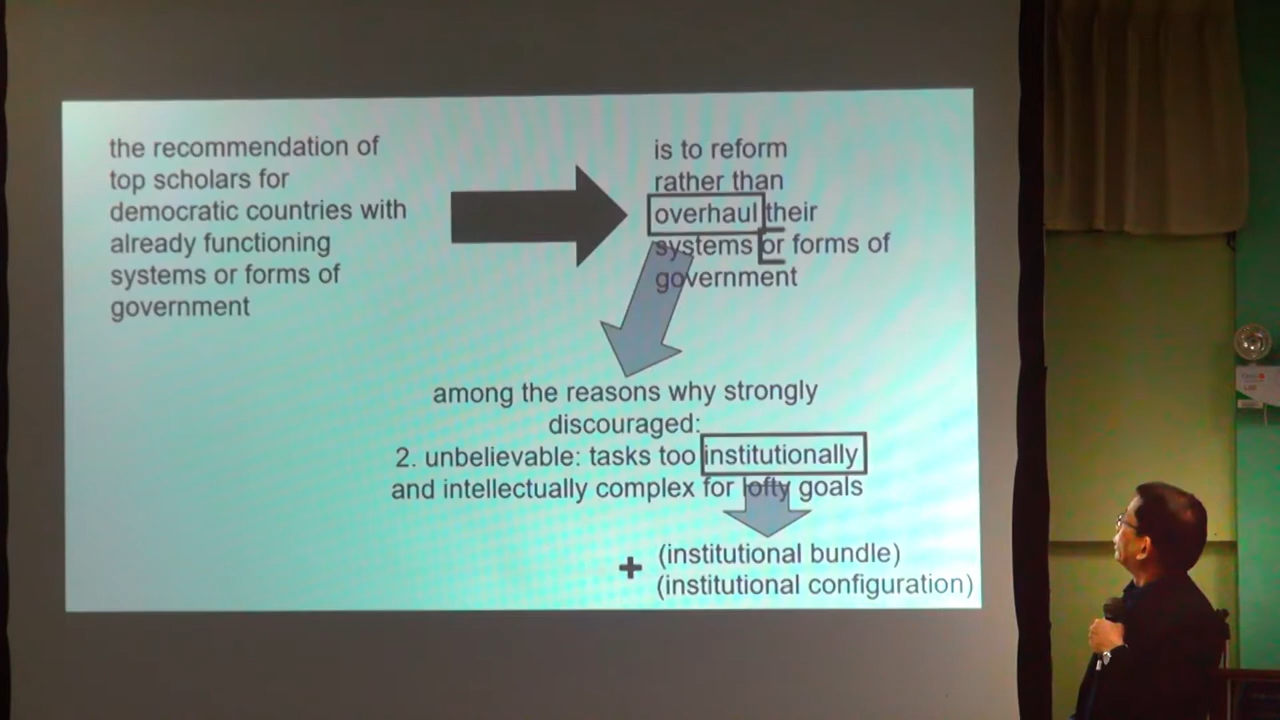 the recommendation of
top scholars for
democratic countries with
already functioning
systems or forms of
government
is to reform
rather than
overhaul their
systems or forms of
government
among the reasons why strongly
discouraged:
2. unbelievable: tasks too institutionally
and intellectually complex for lofty goals
+ (institutional bundle)
(institutional configuration)